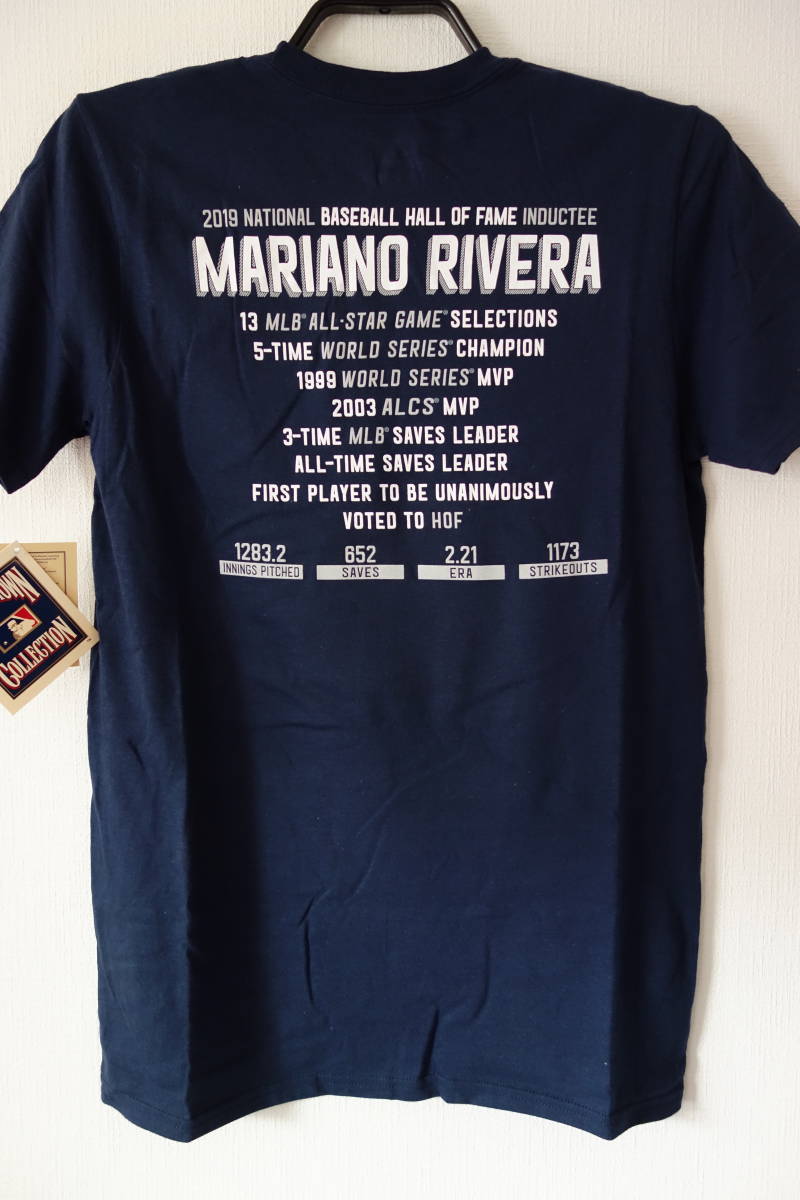 2019 NATIONAL BASEBALL HALL OF FAME INDUCTEE
MARIANO RIVERA
13 MLB® ALL-STAR GAME® SELECTIONS
5-TIME WORLD SERIES® CHAMPION
1999 WORLD SERIES® MVP
2003 ALCS® MVP
3-TIME MLB® SAVES LEADER
ALL-TIME SAVES LEADER
FIRST PLAYER TO BE UNANIMOUSLY
VOTED TO HOF
1283.2 652 2.21 1173
INNINGS PITCHED SAVES ERA STRIKEOUTS
COLLECTION